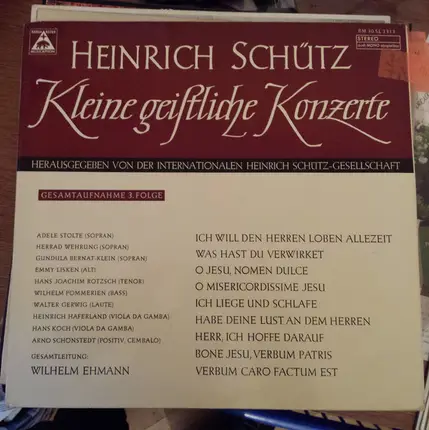 BM 30 SL 1315
STEREO
HEINRICH SCHÜTZ
Kleine geistliche Konzerte
HERAUSGEGEBEN VON DER INTERNATIONALEN HEINRICH SCHÜTZ-GESELLSCHAFT
GESAMTAUFNAHME 3. FOLGE
ADELE STOLTE (SOPRAN)
HERRAD WEHRUNG (SOPRAN)
GUNDULA BERNAT-KLEIN (SOPRAN)
EMMY LISKEN (ALT)
HANS JOACHIM ROTZSCH (TENOR)
WILHELM POMMERIEN (BASS)
WALTER GERWIG (LAUTE)
HEINRICH HAFERLAND (VIOLA DA GAMBA)
HANS KOCH (VIOLA DA GAMBA)
ARNO SCHÖNSTEDT (POSITIV, CEMBALO)
GESAMTLEITUNG:
WILHELM EHMANN
ICH WILL DEN HERREN LOBEN ALLEZEIT
WAS HAST DU VERWIRKET
O JESU, NOMEN DULCE
O MISERICORDISSIME JESU
ICH LIEGE UND SCHLAFE
HABE DEINE LUST AN DEM HERREN
HERR, ICH HOFFE DARAUF
BONE JESU, VERBUM PATRIS
VERBUM CARO FACTUM EST